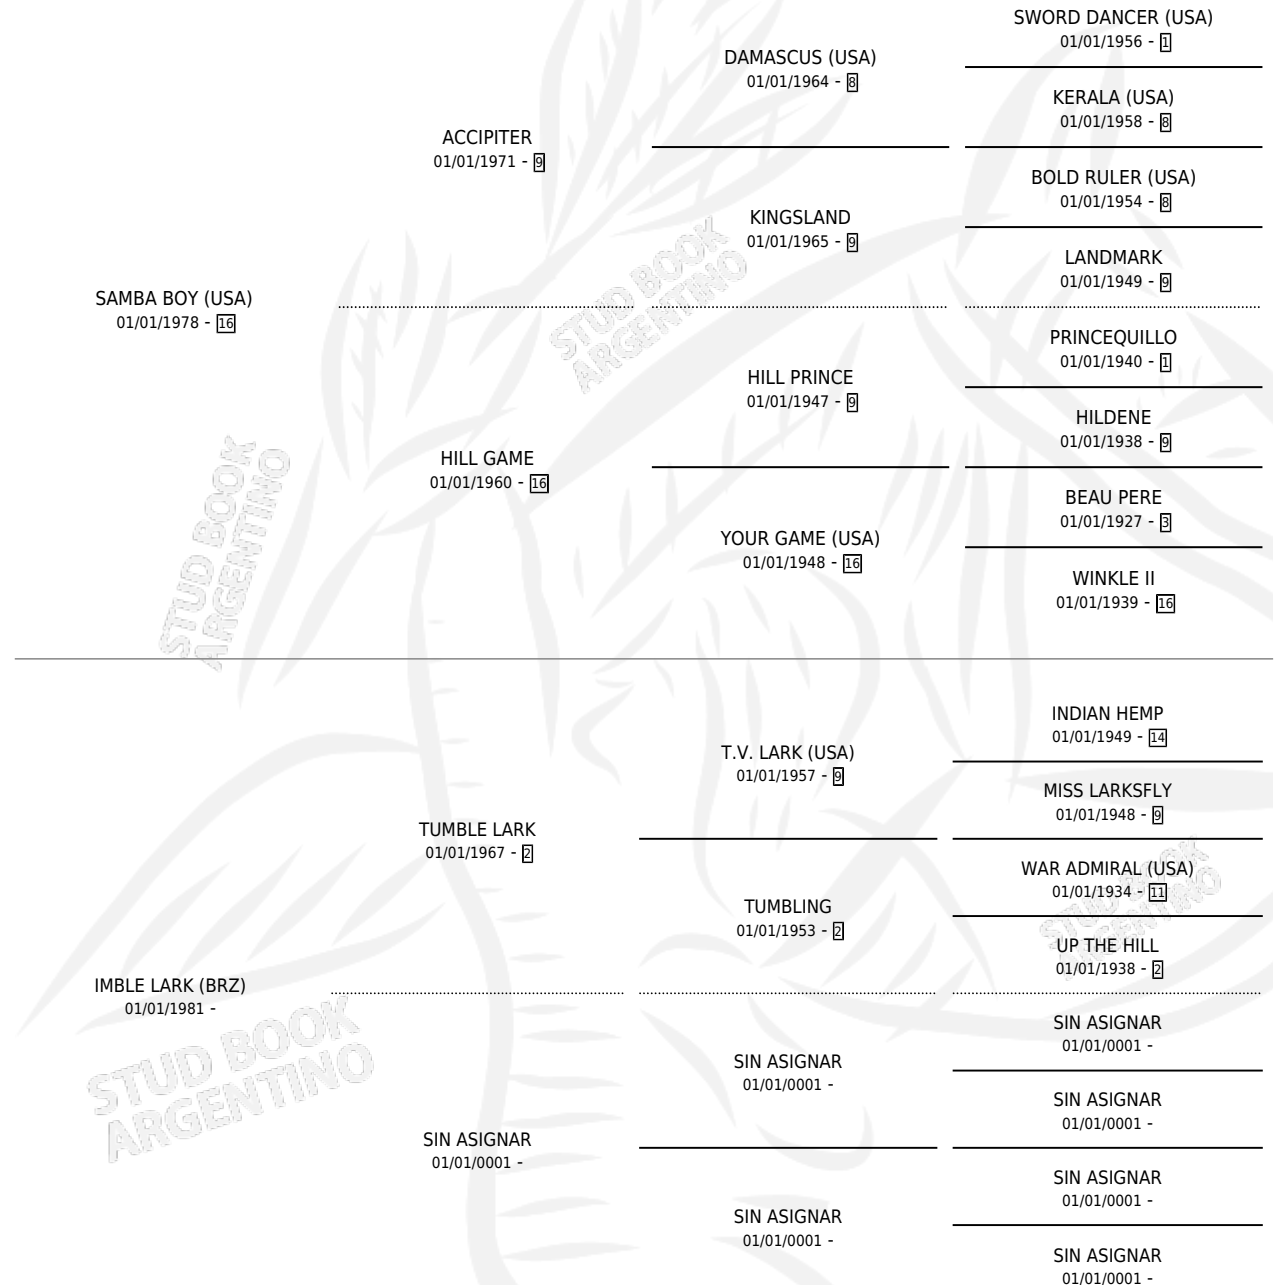 SWORD DANCER (USA)
01/01/1956 - 1
DAMASCUS (USA)
01/01/1964 - 8
KERALA (USA)
01/01/1958 - 8
ACCIPITER
01/01/1971 - 9
BOLD RULER (USA)
01/01/1954 - 8
KINGSLAND
01/01/1965 - 9
LANDMARK
01/01/1949 - 9
SAMBA BOY (USA)
01/01/1978 - 16
PRINCEQUILLO
01/01/1940 - 1
HILL PRINCE
01/01/1947 - 9
HILDENE
01/01/1938 - 9
HILL GAME
01/01/1960 - 16
BEAU PERE
01/01/1927 - 3
YOUR GAME (USA)
01/01/1948 - 16
WINKLE II
01/01/1939 - 16
STUD BOOK
ARGENTINO
STUD BOOK
ARGENTINO
INDIAN HEMP
01/01/1949 - 14
T.V. LARK (USA)
01/01/1957 - 9
MISS LARKSFLY
01/01/1948 - 9
TUMBLE LARK
01/01/1967 - 2
WAR ADMIRAL (USA)
01/01/1934 - 11
TUMBLING
01/01/1953 - 2
UP THE HILL
01/01/1938 - 2
STUD BOOK
ARGENTINO
IMBLE LARK (BRZ)
01/01/1981 -
SIN ASIGNAR
01/01/0001 -
SIN ASIGNAR
01/01/0001 -
SIN ASIGNAR
01/01/0001 -
STUD BOOK
ARGENTINO
SIN ASIGNAR
01/01/0001 -
SIN ASIGNAR
01/01/0001 -
SIN ASIGNAR
01/01/0001 -
SIN ASIGNAR
01/01/0001 -